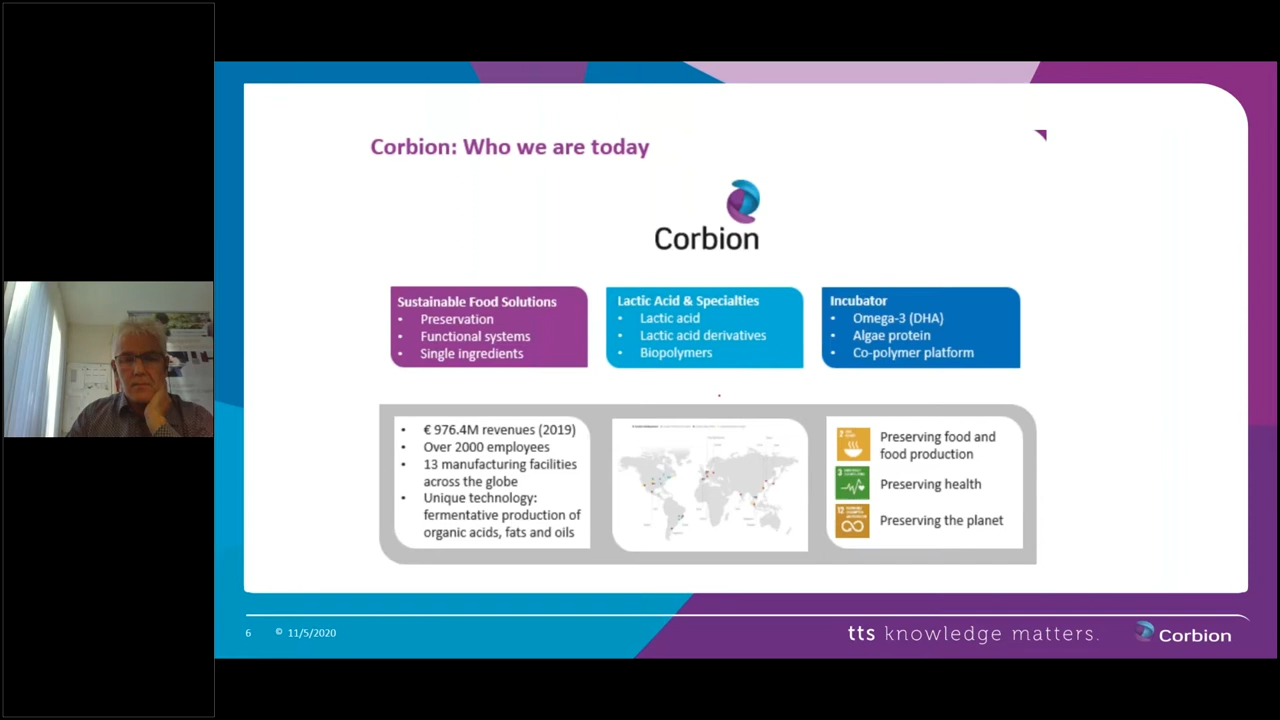 Corbion: Who we are today
Corbion
Sustainable Food Solutions
• Preservation
• Functional systems
• Single ingredients
Lactic Acid & Specialties
• Lactic acid
• Lactic acid derivatives
• Biopolymers
Incubator
• Omega-3 (DHA)
• Algae protein
• Co-polymer platform
• € 976.4M revenues (2019)
• Over 2000 employees
• 13 manufacturing facilities
across the globe
• Unique technology:
fermentative production of
organic acids, fats and oils
2
Preserving food and
food production
3
Preserving health
12
Preserving the planet
6 © 11/5/2020
tts knowledge matters.
Corbion